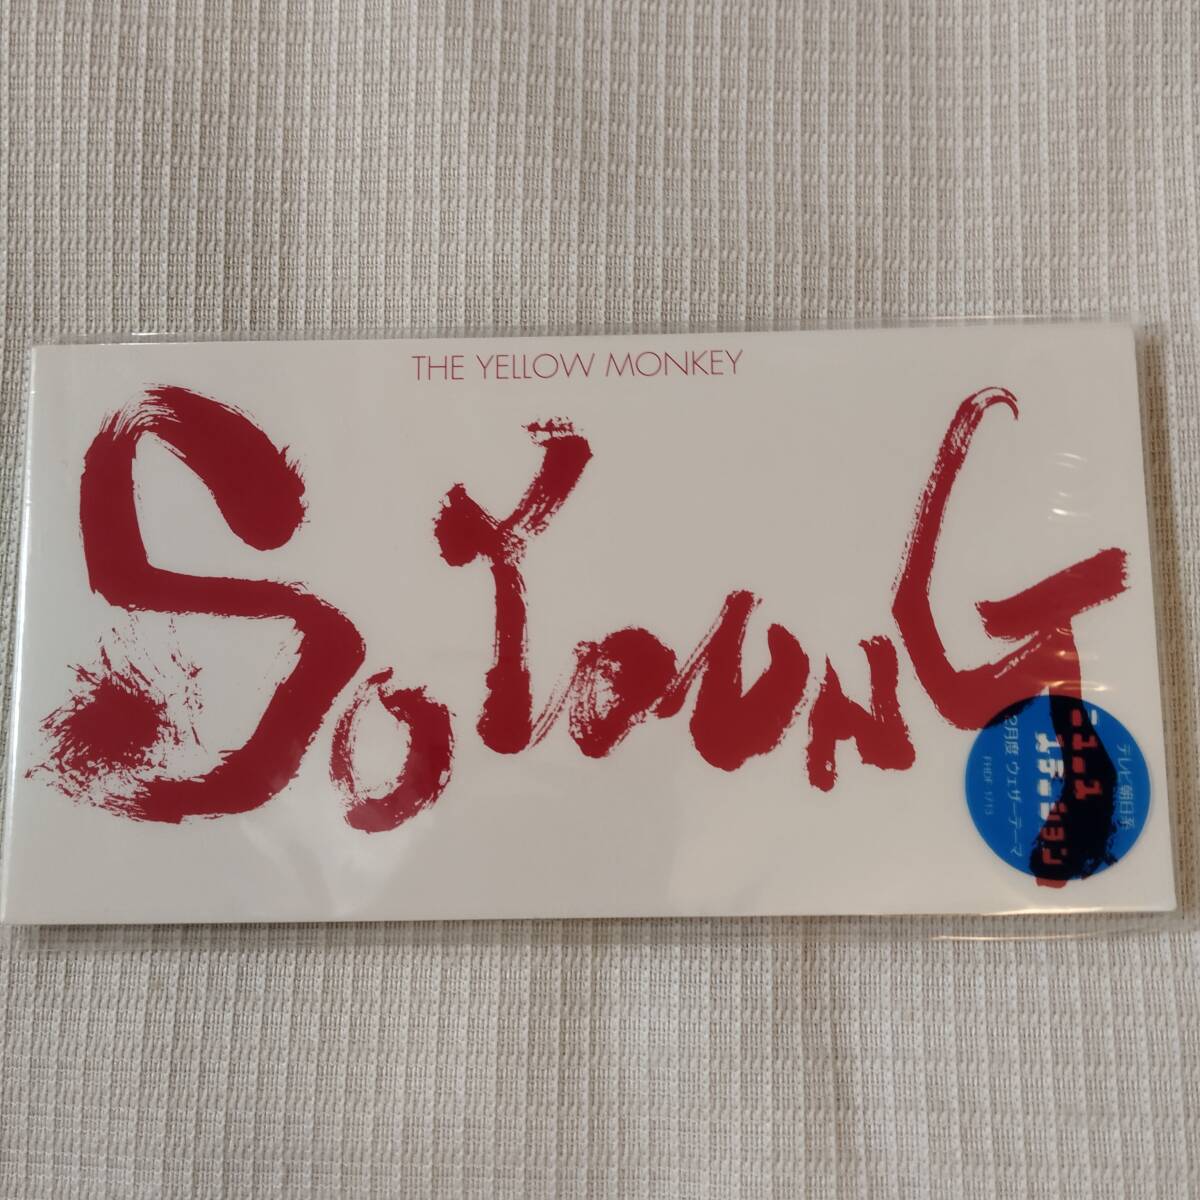 THE YELLOW MONKEY
SO YOUNG
テレビ朝日系
ニュース
ステーション
2月度 ウェザーテーマ